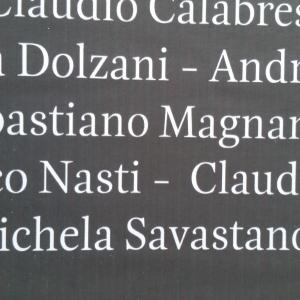 Claudio Calabres
n Dolzani - Andr
bastiano Magnan
co Nasti - Claud
ichela Savastano